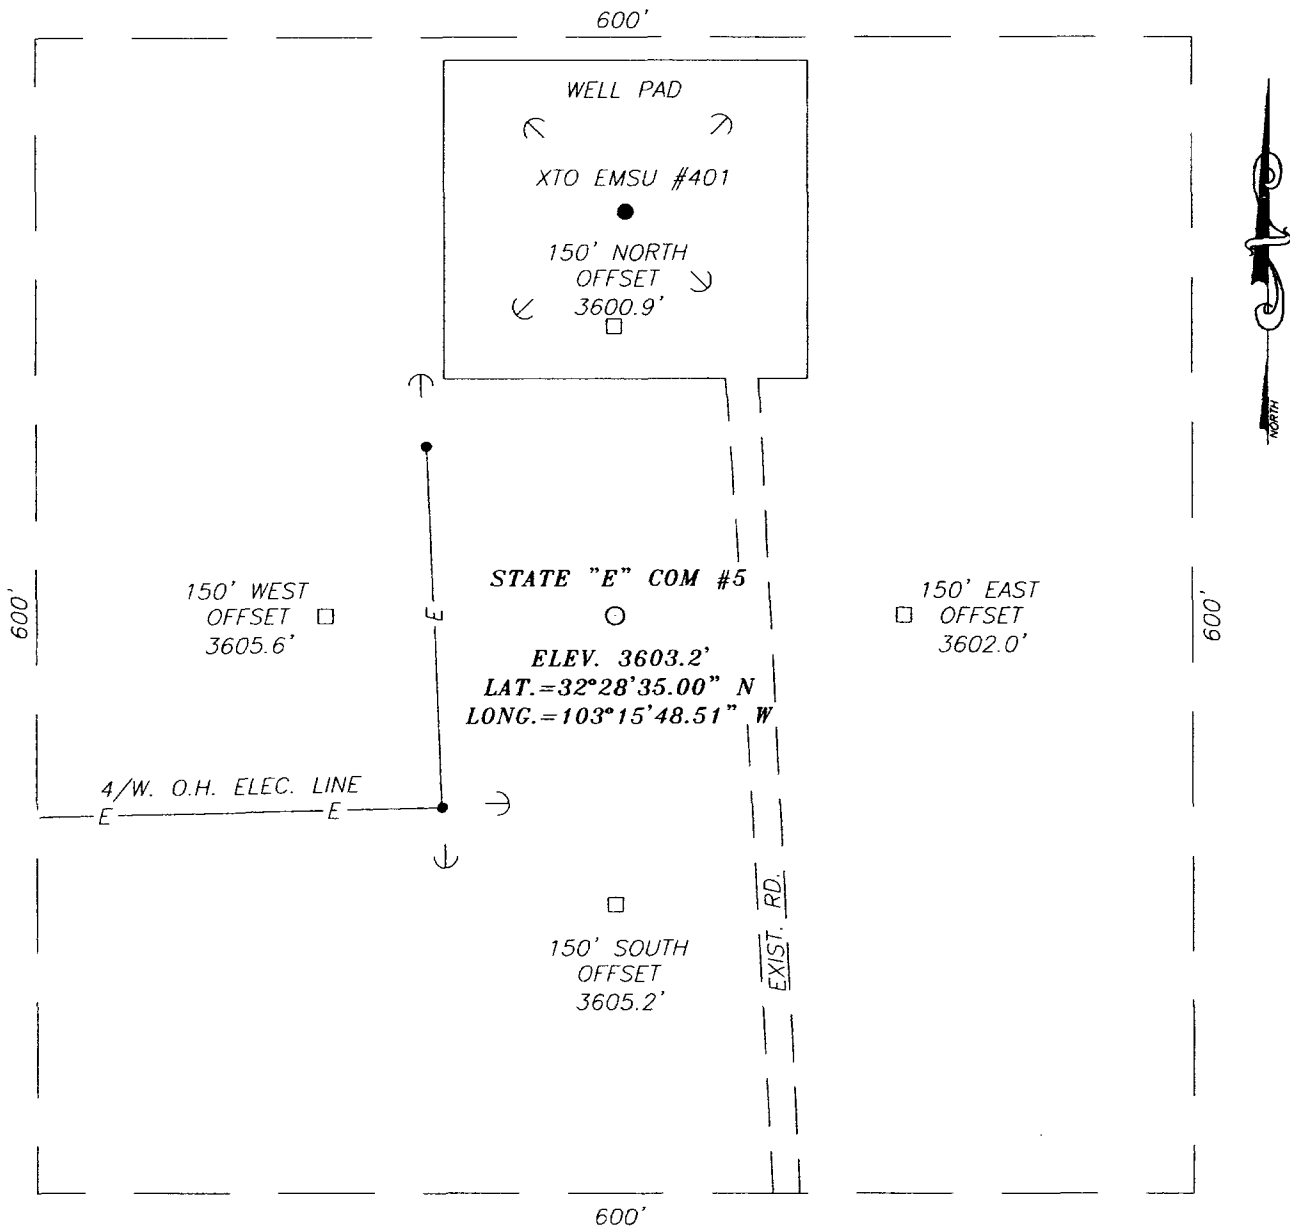 600'
WELL PAD
XTO EMSU #401
150' NORTH
OFFSET
3600.9'
NORTH
600'
150' WEST
OFFSET
3605.6'
E
STATE "E" COM #5
ELEV. 3603.2'
LAT.=32°28'35.00" N
LONG.=103°15'48.51" W
150' EAST
OFFSET
3602.0'
600'
4/W. O.H. ELEC. LINE
E
E
150' SOUTH
OFFSET
3605.2'
EXIST. RD.
600'